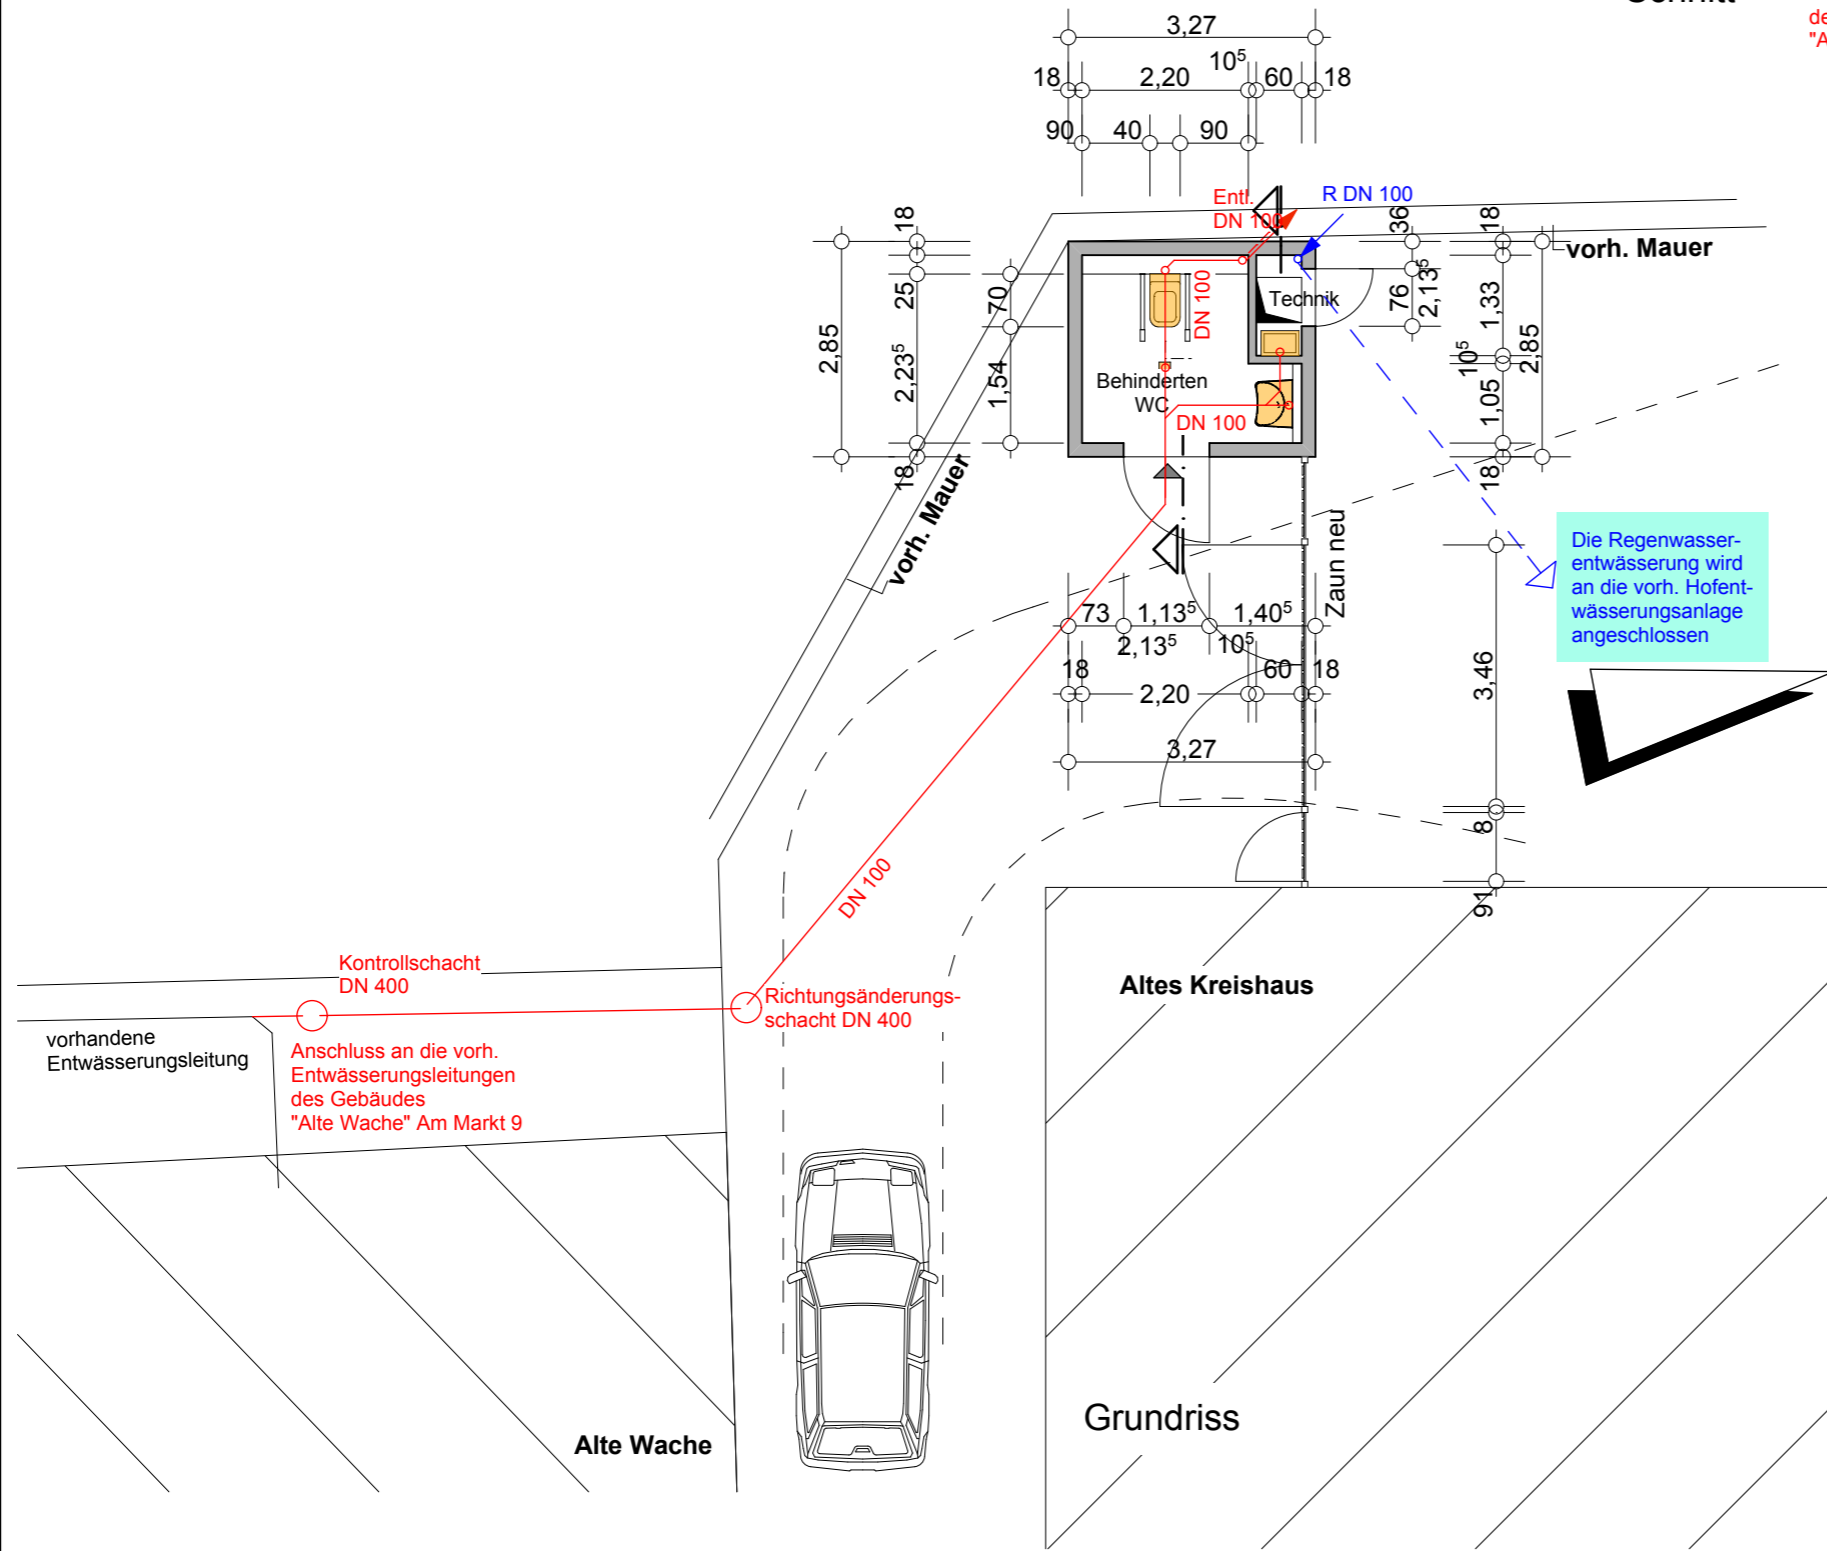 3,27
18
2,20
10⁵
60
18
90
40
90
Entl.
DN 100
R DN 100
18
25
2,23⁵
18
2,85
70
1,54
DN 100
Technik
Behinderten
WC
DN 100
36
76
2,13⁵
18
1,33
10⁵
1,05
18
2,85
vorh. Mauer
vorh. Mauer
Zaun neu
Die Regenwasser-
entwässerung wird
an die vorh. Hofent-
wässerungsanlage
angeschlossen
73
1,13⁵
1,40⁵
2,13⁵
10⁵
18
2,20
60
18
3,27
3,46
8
91
DN 100
Kontrollschacht
DN 400
Richtungsänderungs-
schacht DN 400
vorhandene
Entwässerungsleitung
Anschluss an die vorh.
Entwässerungsleitungen
des Gebäudes
"Alte Wache" Am Markt 9
Altes Kreishaus
Alte Wache
Grundriss